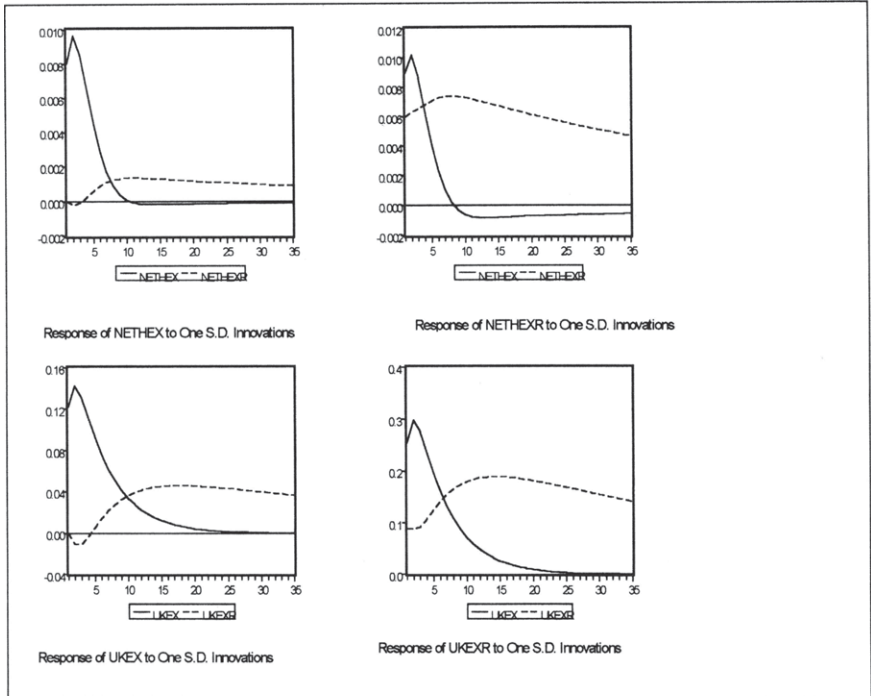 0.010
0.008
0.006
0.004
0.002
0.000
-0.002
5 10 15 20 25 30 35
NETHEX NETHEXR
Response of NETHEX to One S.D. Innovations
0.012
0.010
0.008
0.006
0.004
0.002
0.000
-0.002
5 10 15 20 25 30 35
NETHEX NETHEXR
Response of NETHEXR to One S.D. Innovations
0.16
0.12
0.08
0.04
0.00
-0.04
5 10 15 20 25 30 35
UKEX UKEXR
Response of UKEX to One S.D. Innovations
0.4
0.3
0.2
0.1
0.0
5 10 15 20 25 30 35
UKEX UKEXR
Response of UKEXR to One S.D. Innovations